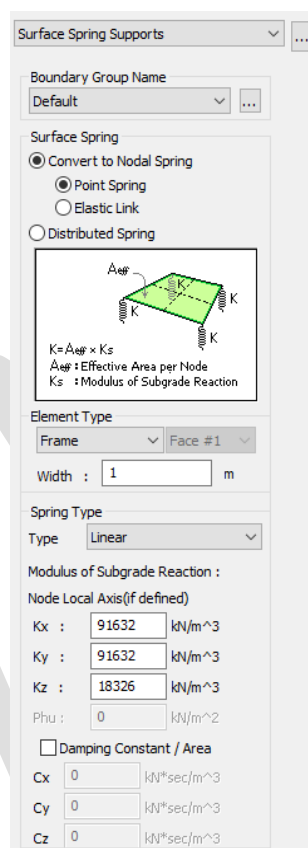 Surface Spring Supports
...
Boundary Group Name
Default
...
Surface Spring
Convert to Nodal Spring
Point Spring
Elastic Link
Distributed Spring
Aeff
K
K
K
K
K=Aeff × Ks
Aeff : Effective Area per Node
Ks : Modulus of Subgrade Reaction
Element Type
Frame Face #1
Width : 1 m
Spring Type
Type Linear
Modulus of Subgrade Reaction :
Node Local Axis(if defined)
Kx : 91632 kN/m^3
Ky : 91632 kN/m^3
Kz : 18326 kN/m^3
Phu : 0 kN/m^2
Damping Constant / Area
Cx 0 kN*sec/m^3
Cy 0 kN*sec/m^3
Cz 0 kN*sec/m^3